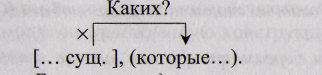 Каких?
×
[… сущ. ], (которые…).